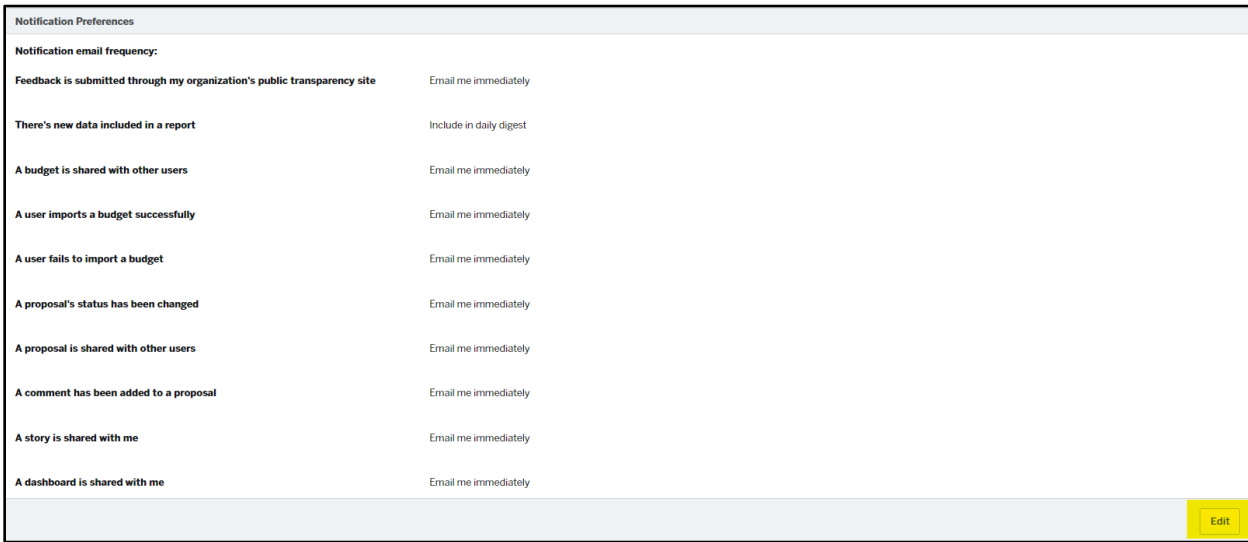 Notification Preferences
Notification email frequency:
Feedback is submitted through my organization's public transparency site Email me immediately
There's new data included in a report Include in daily digest
A budget is shared with other users Email me immediately
A user imports a budget successfully Email me immediately
A user fails to import a budget Email me immediately
A proposal's status has been changed Email me immediately
A proposal is shared with other users Email me immediately
A comment has been added to a proposal Email me immediately
A story is shared with me Email me immediately
A dashboard is shared with me Email me immediately
Edit